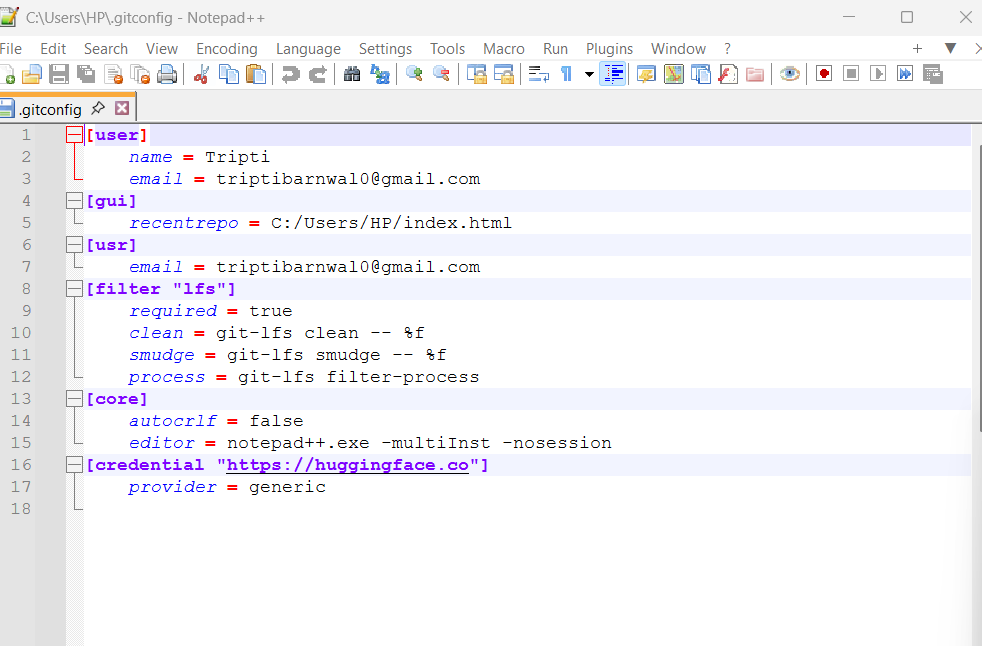 C:\Users\HP\.gitconfig - Notepad++
File Edit Search View Encoding Language Settings Tools Macro Run Plugins Window ?
.gitconfig
1 [user]
2 name = Tripti
3 email = triptibarnwal0@gmail.com
4 [gui]
5 recentrepo = C:/Users/HP/index.html
6 [usr]
7 email = triptibarnwal0@gmail.com
8 [filter "lfs"]
9 required = true
10 clean = git-lfs clean -- %f
11 smudge = git-lfs smudge -- %f
12 process = git-lfs filter-process
13 [core]
14 autocrlf = false
15 editor = notepad++.exe -multiInst -nosession
16 [credential "https://huggingface.co"]
17 provider = generic
18